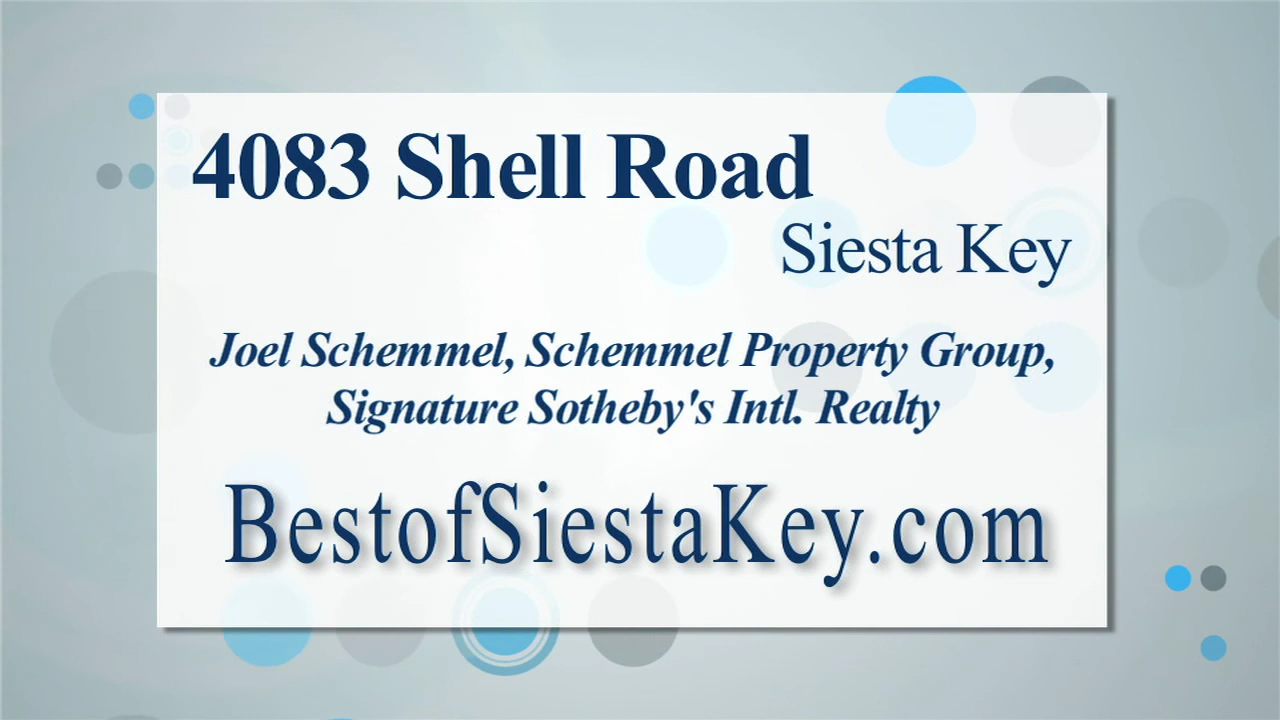 4083 Shell Road
Siesta Key
Joel Schemmel, Schemmel Property Group,
Signature Sotheby's Intl. Realty
BestofSiestaKey.com